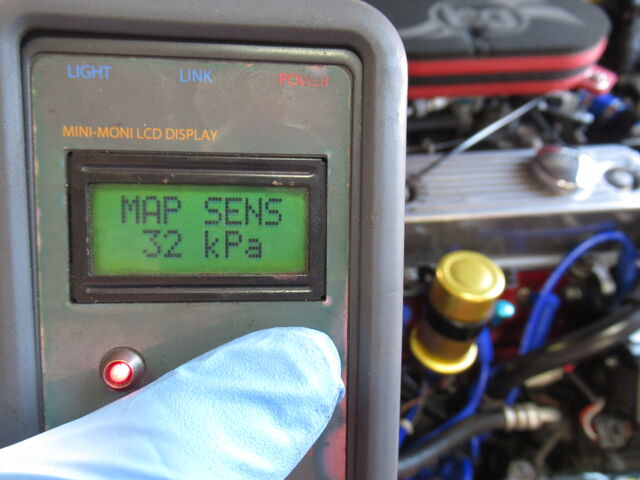 LIGHT LINK POWER
MINI-MONI LCD DISPLAY
MAP SENS
32 kPa